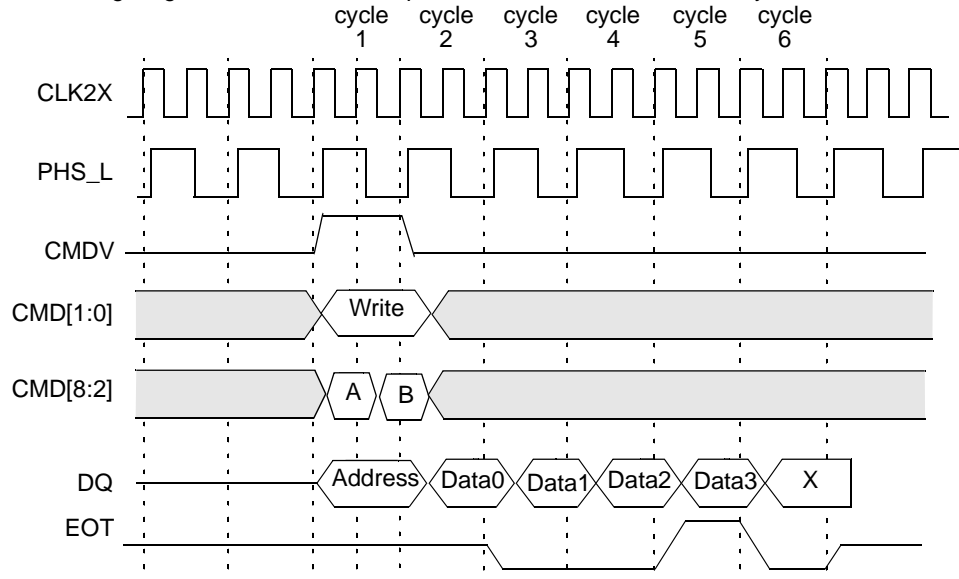 cycle cycle cycle cycle cycle cycle
1 2 3 4 5 6
CLK2X
PHS_L
CMDV
CMD[1:0] Write
CMD[8:2] A B
DQ Address Data0 Data1 Data2 Data3 X
EOT